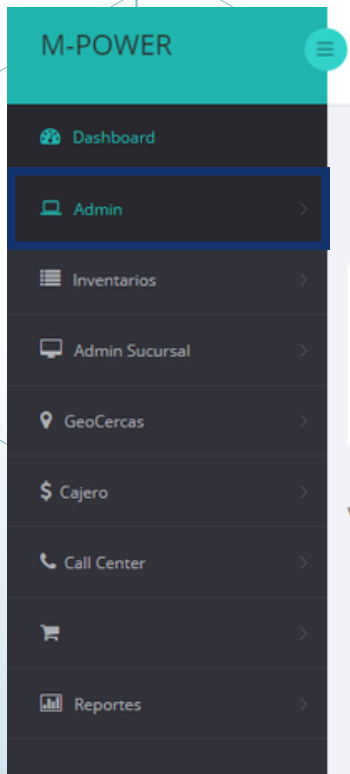 M-POWER
Dashboard
Admin
Inventarios
Admin Sucursal
GeoCercas
Cajero
Call Center
Reportes